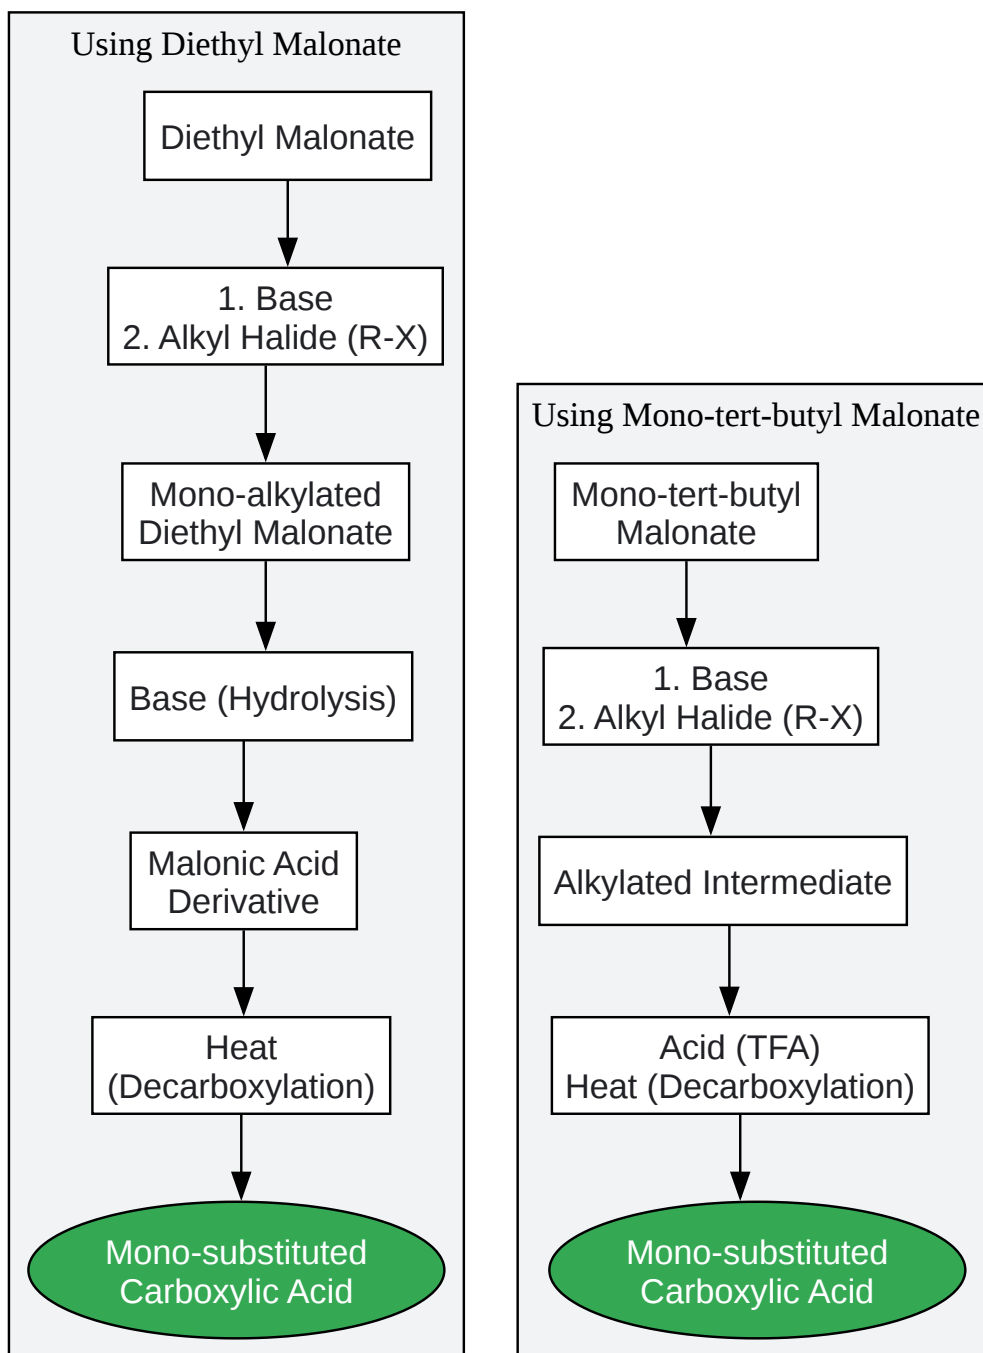 Using Diethyl Malonate
Diethyl Malonate
1. Base
2. Alkyl Halide (R-X)
Mono-alkylated
Diethyl Malonate
Base (Hydrolysis)
Malonic Acid
Derivative
Heat
(Decarboxylation)
Mono-substituted
Carboxylic Acid
Using Mono-tert-butyl Malonate
Mono-tert-butyl
Malonate
1. Base
2. Alkyl Halide (R-X)
Alkylated Intermediate
Acid (TFA)
Heat (Decarboxylation)
Mono-substituted
Carboxylic Acid